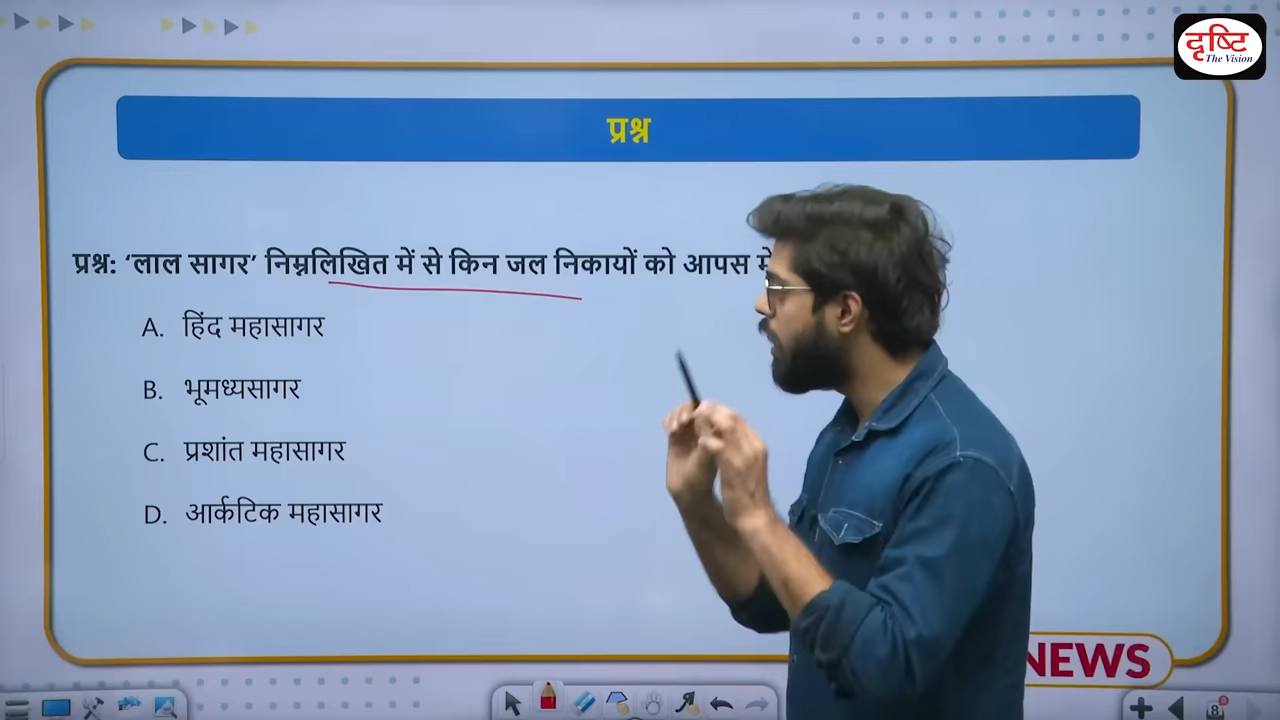 दृष्टि
The Vision
प्रश्न
प्रश्न: ‘लाल सागर’ निम्नलिखित में से किन जल निकायों को आपस में
A. हिंद महासागर
B. भूमध्यसागर
C. प्रशांत महासागर
D. आर्कटिक महासागर
NEWS
8